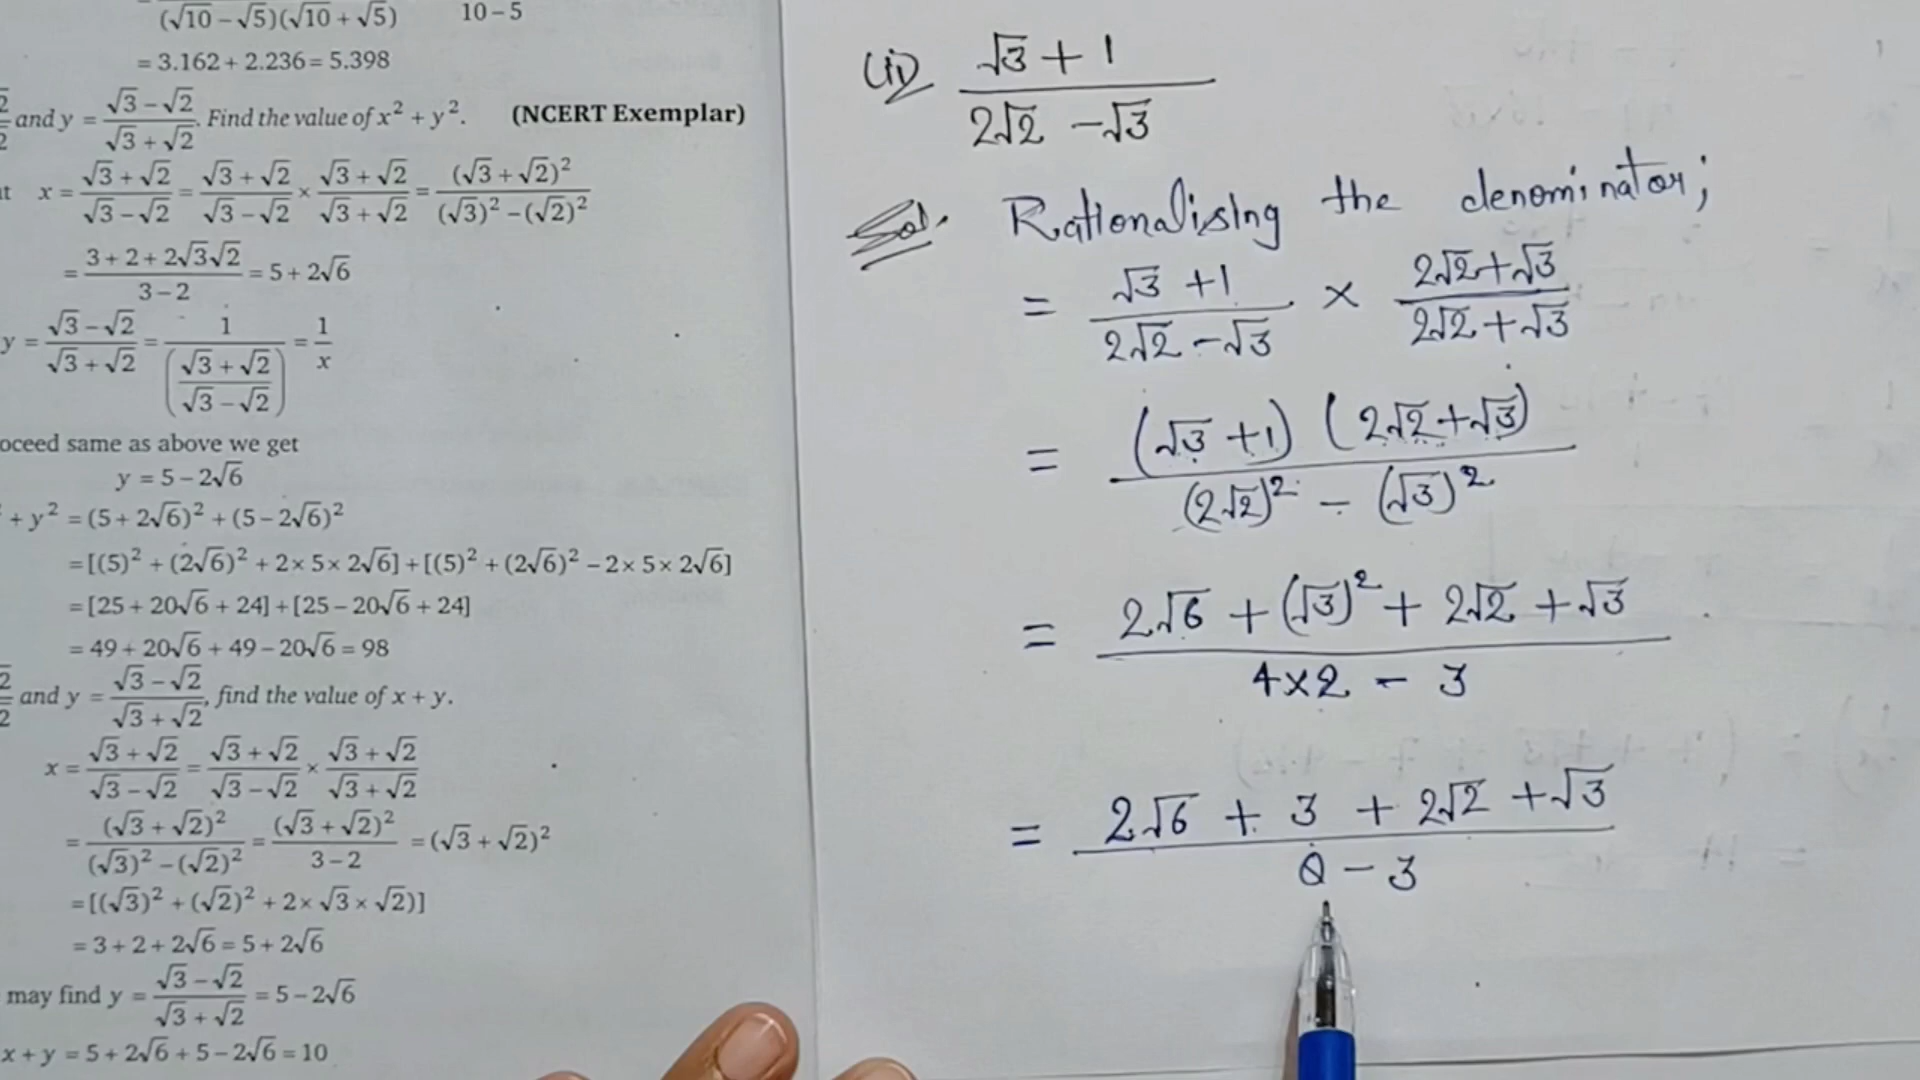 (√10 − √5)(√10 + √5)    10 − 5
= 3.162 + 2.236 = 5.398
and y = (√3 − √2)/(√3 + √2). Find the value of x² + y². (NCERT Exemplar)
x = (√3 + √2)/(√3 − √2) = (√3 + √2)/(√3 − √2) × (√3 + √2)/(√3 + √2) = (√3 + √2)²/((√3)² − (√2)²)
= (3 + 2 + 2√3√2)/(3 − 2) = 5 + 2√6
y = (√3 − √2)/(√3 + √2) = 1/((√3 + √2)/(√3 − √2)) = 1/x
oceed same as above we get
y = 5 − 2√6
+ y² = (5 + 2√6)² + (5 − 2√6)²
= [(5)² + (2√6)² + 2 × 5 × 2√6] + [(5)² + (2√6)² − 2 × 5 × 2√6]
= [25 + 20√6 + 24] + [25 − 20√6 + 24]
= 49 + 20√6 + 49 − 20√6 = 98
and y = (√3 − √2)/(√3 + √2), find the value of x + y.
x = (√3 + √2)/(√3 − √2) = (√3 + √2)/(√3 − √2) × (√3 + √2)/(√3 + √2)
= (√3 + √2)²/((√3)² − (√2)²) = (√3 + √2)²/(3 − 2) = (√3 + √2)²
= [(√3)² + (√2)² + 2 × √3 × √2)]
= 3 + 2 + 2√6 = 5 + 2√6
may find y = (√3 − √2)/(√3 + √2) = 5 − 2√6
x + y = 5 + 2√6 + 5 − 2√6 = 10
(√3 + 1)/(2√2 − √3)
Sol. Rationalising the denominator;
= (√3 + 1)/(2√2 − √3) × (2√2 + √3)/(2√2 + √3)
= (√3 + 1) (2√2 + √3)/((2√2)² − (√3)²)
= (2√6 + (√3)² + 2√2 + √3)/(4×2 − 3)
= (2√6 + 3 + 2√2 + √3)/(8 − 3)